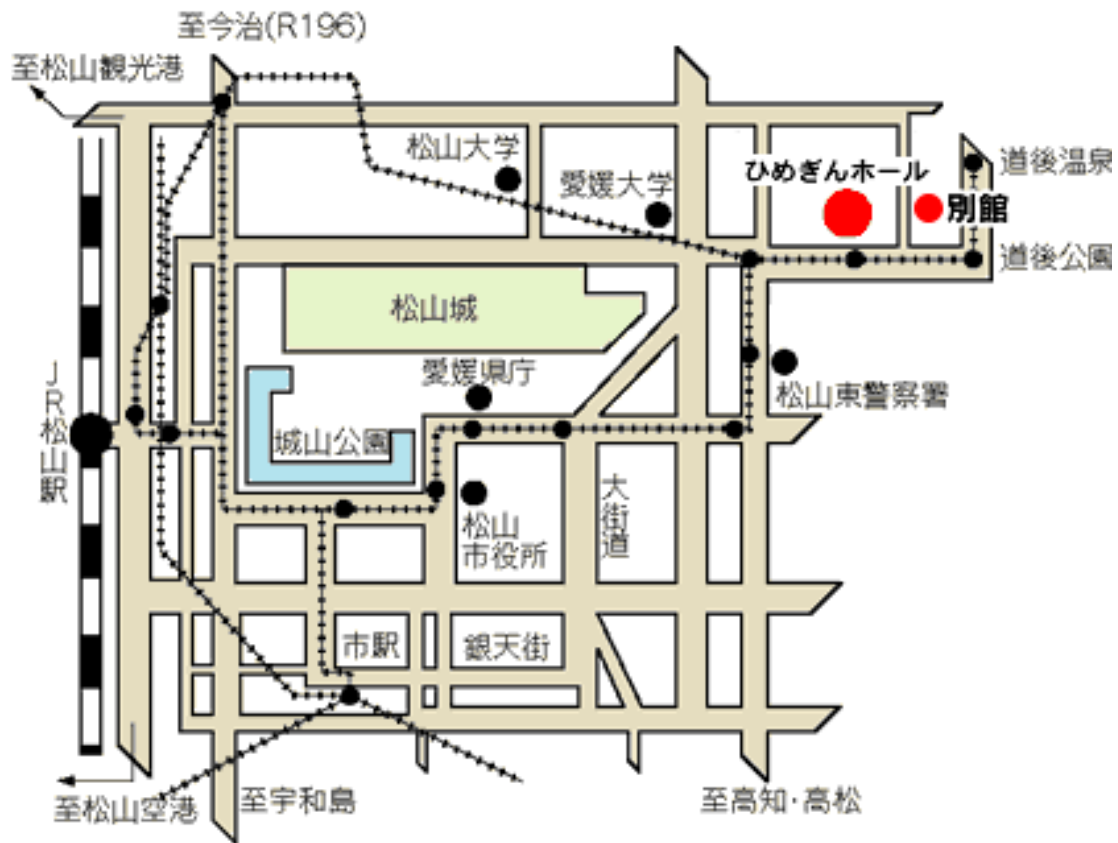 至今治(R196)
至松山観光港
松山大学
愛媛大学
ひめぎんホール
道後温泉
別館
道後公園
松山城
愛媛県庁
松山東警察署
JR松山駅
城山公園
大街道
松山
市役所
市駅
銀天街
至松山空港
至宇和島
至高知・高松